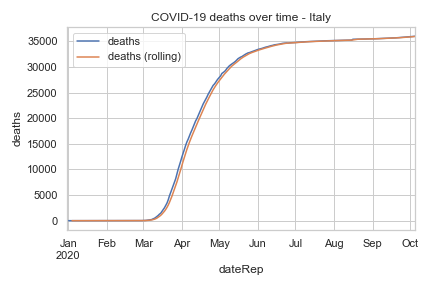 COVID-19 deaths over time - Italy
deaths
deaths (rolling)
35000
30000
25000
20000
15000
10000
5000
0
deaths
Jan Feb Mar Apr May Jun Jul Aug Sep Oct
2020
dateRep